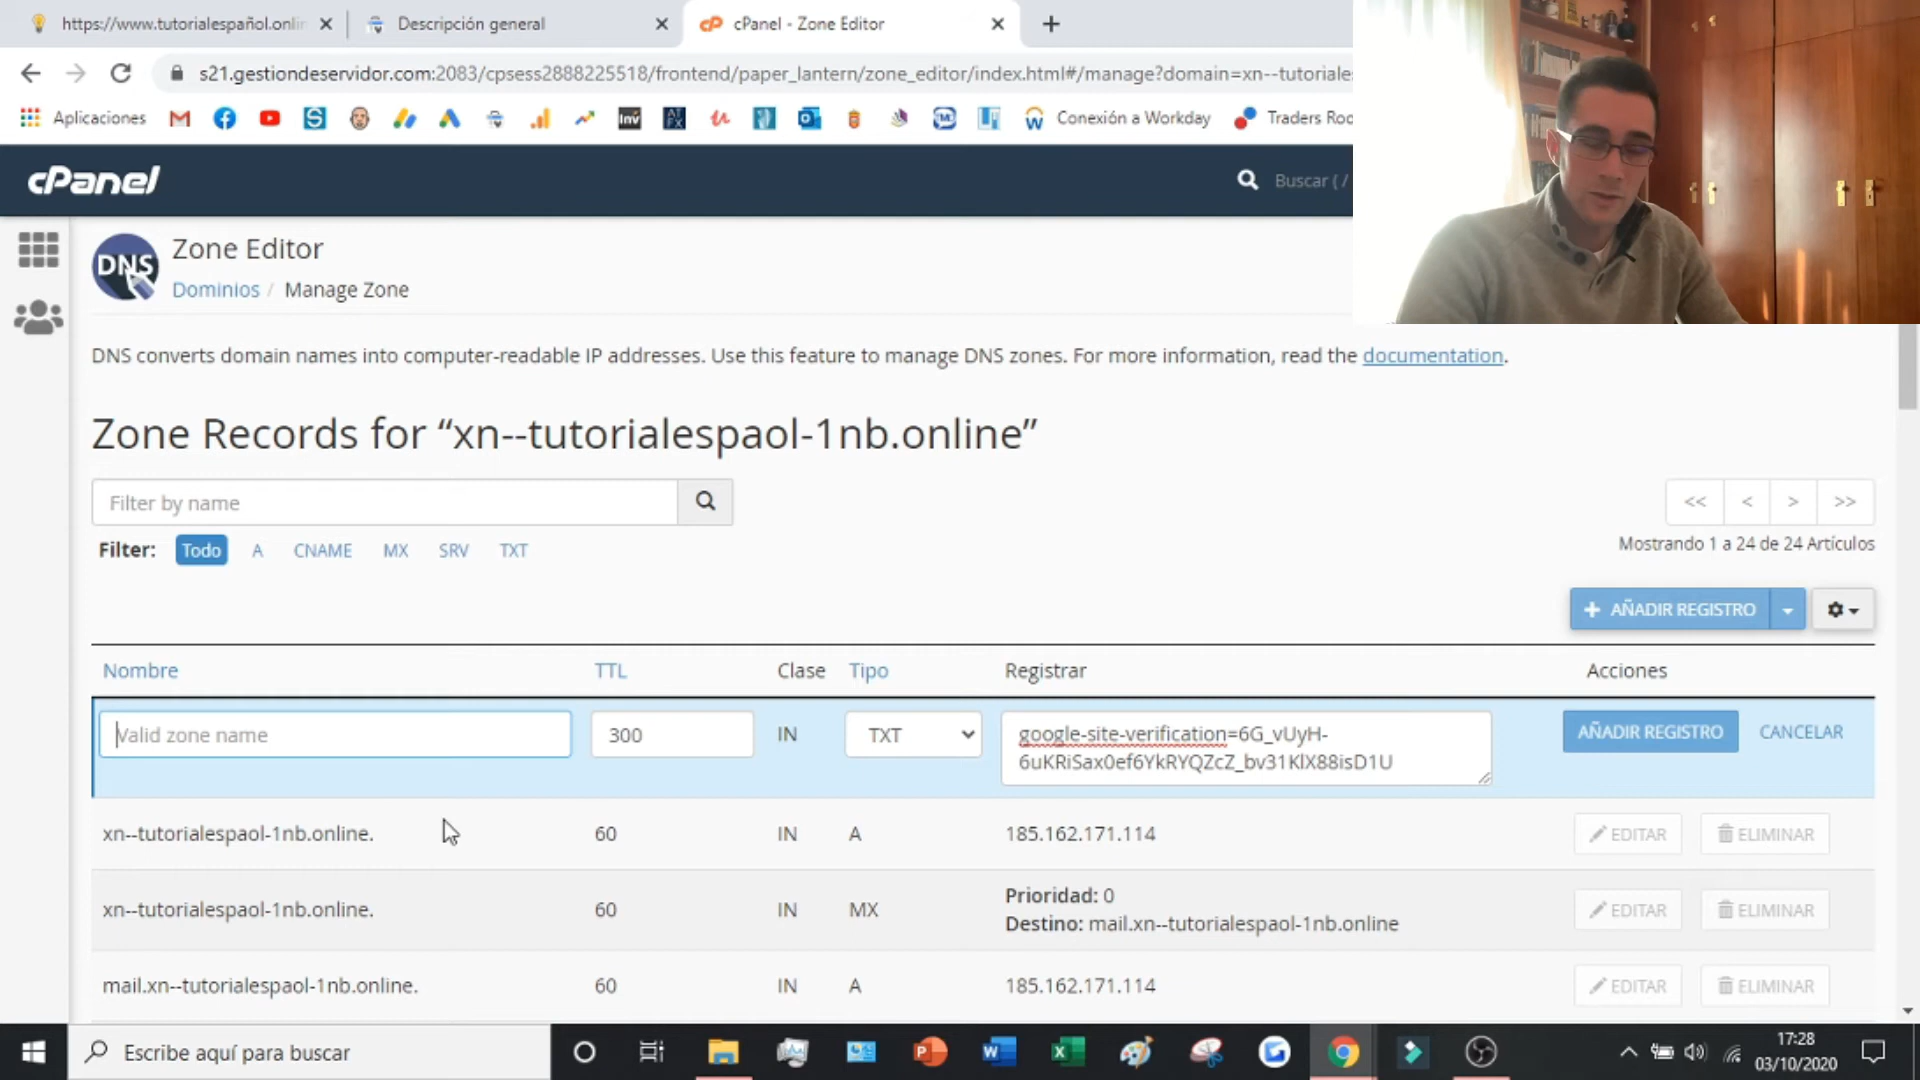 https://www.tutorialespañol.onlin
Descripción general
cPanel - Zone Editor
s21.gestiondeservidor.com:2083/cpsess2888225518/frontend/paper_lantern/zone_editor/index.html#/manage?domain=xn--tutoriales
Aplicaciones
Conexión a Workday
Traders Roo
cPanel
Buscar ( /
DNS
Zone Editor
Dominios / Manage Zone
DNS converts domain names into computer-readable IP addresses. Use this feature to manage DNS zones. For more information, read the documentation.
Zone Records for “xn--tutorialespaol-1nb.online”
Filter by name
<< < > >>
Filter: Todo A CNAME MX SRV TXT
Mostrando 1 a 24 de 24 Artículos
+ AÑADIR REGISTRO
Nombre TTL Clase Tipo Registrar Acciones
Valid zone name 300 IN TXT google-site-verification=6G_vUyH-
6uKRiSax0ef6YkRYQZcZ_bv31KlX88isD1U
AÑADIR REGISTRO CANCELAR
xn--tutorialespaol-1nb.online. 60 IN A 185.162.171.114 EDITAR ELIMINAR
xn--tutorialespaol-1nb.online. 60 IN MX Prioridad: 0
Destino: mail.xn--tutorialespaol-1nb.online
EDITAR ELIMINAR
mail.xn--tutorialespaol-1nb.online. 60 IN A 185.162.171.114 EDITAR ELIMINAR
Escribe aquí para buscar
17:28
03/10/2020